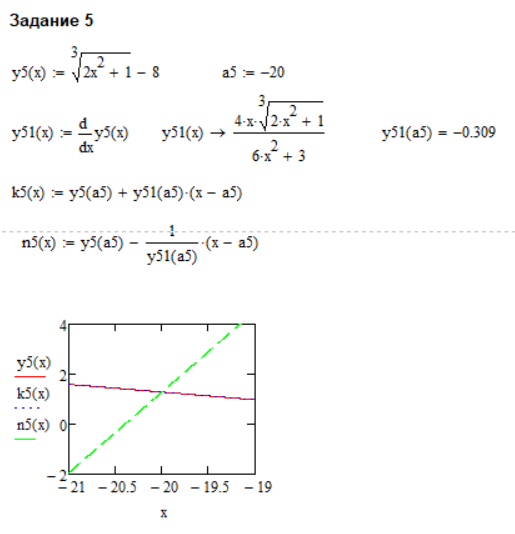 Задание 5
y5(x) := ∛(2x² + 1) − 8 a5 := −20
y51(x) := d/dx y5(x) y51(x) → 4·x·∛(2·x² + 1) / (6·x² + 3) y51(a5) = −0.309
k5(x) := y5(a5) + y51(a5)·(x − a5)
n5(x) := y5(a5) − 1/y51(a5) ·(x − a5)
4
y5(x)
2
k5(x)
n5(x) 0
−2
−21 −20.5 −20 −19.5 −19
x